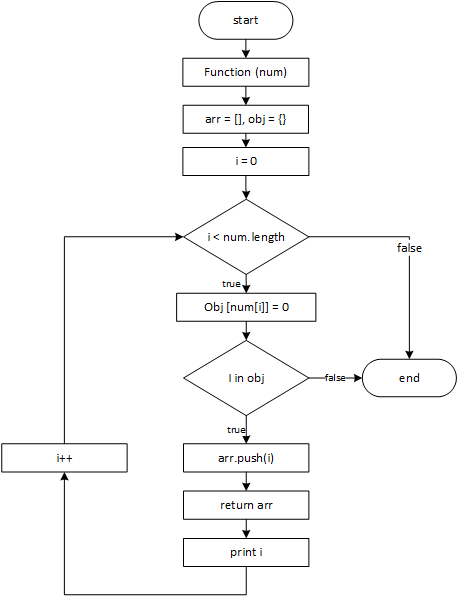 start
Function (num)
arr = [], obj = {}
i = 0
i < num.length
false
true
Obj [num[i]] = 0
I in obj
false
end
true
arr.push(i)
i++
return arr
print i